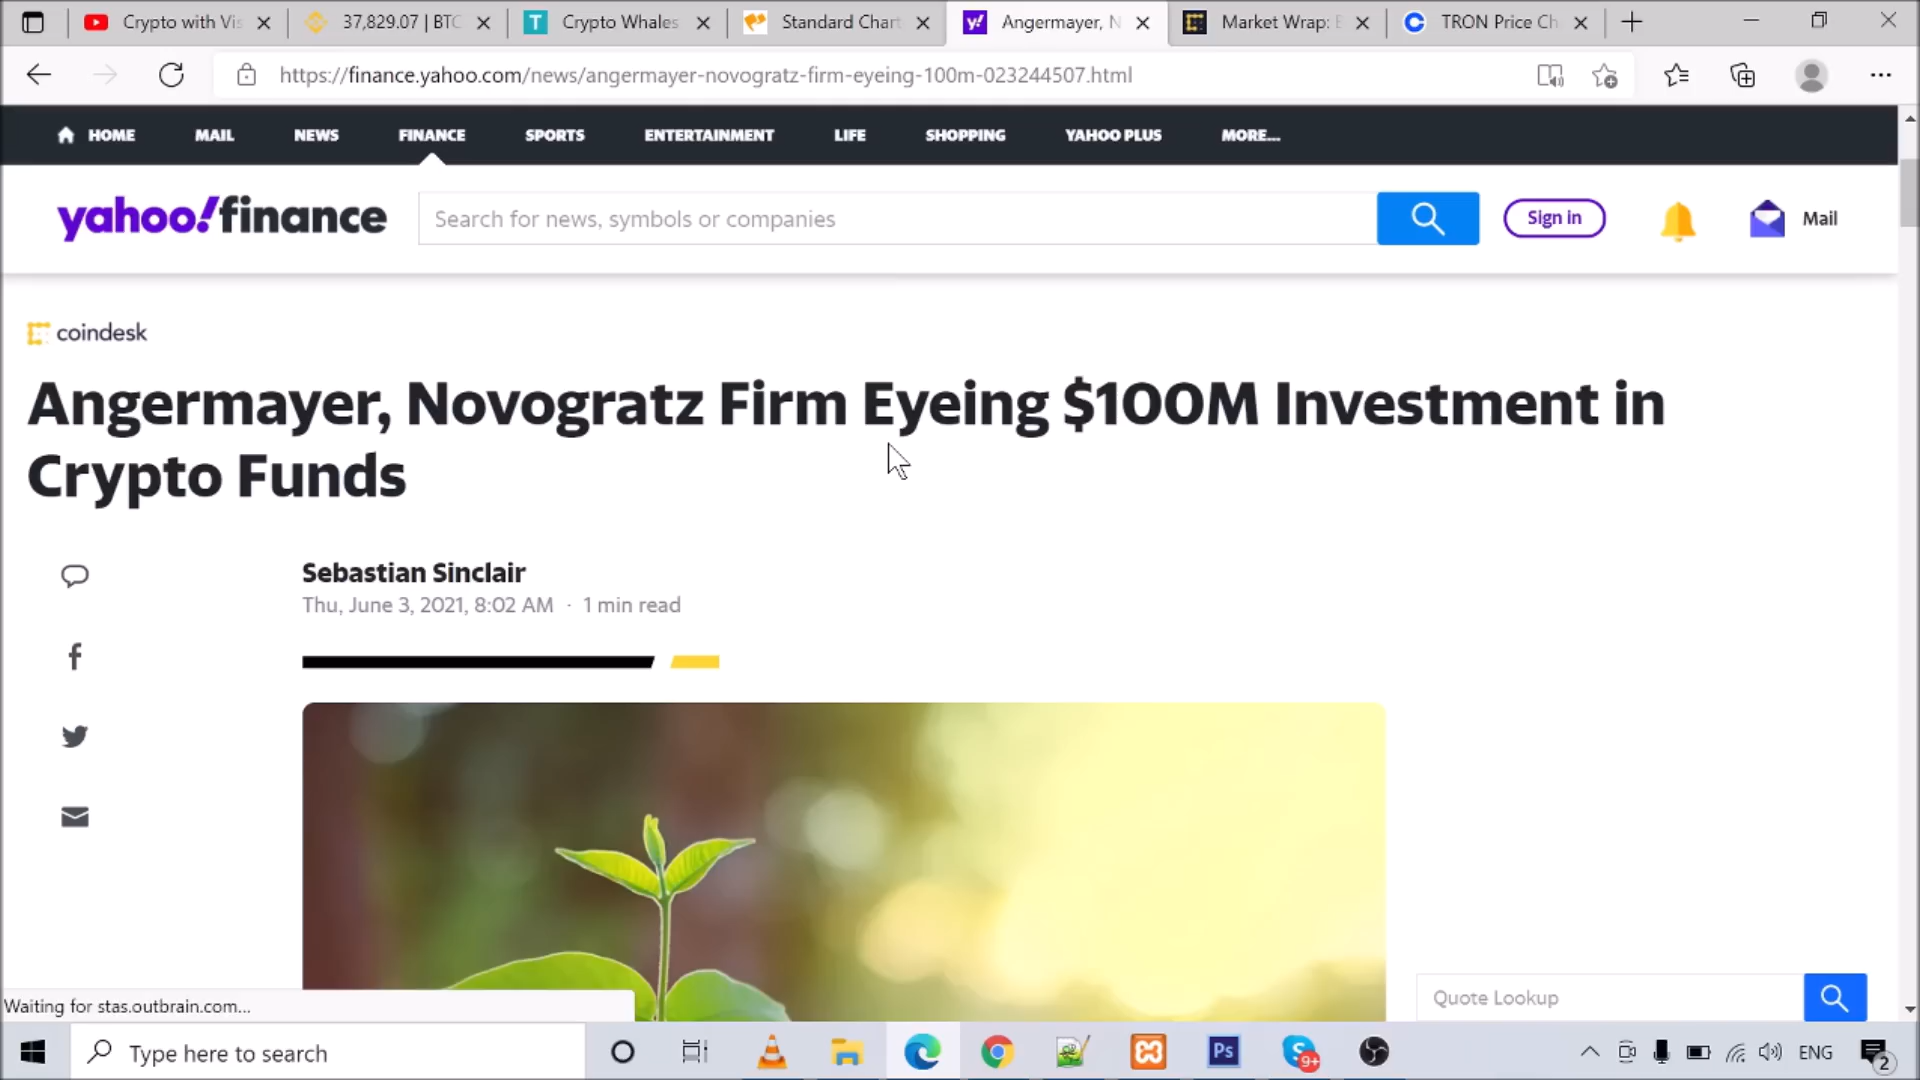 Crypto with Vis
37,829.07 | BTC
Crypto Whales
Standard Chart
Angermayer, N
Market Wrap: B
TRON Price Ch
https://finance.yahoo.com/news/angermayer-novogratz-firm-eyeing-100m-023244507.html
HOME MAIL NEWS FINANCE SPORTS ENTERTAINMENT LIFE SHOPPING YAHOO PLUS MORE...
yahoo!finance
Search for news, symbols or companies
Sign in
Mail
coindesk
Angermayer, Novogratz Firm Eyeing $100M Investment in
Crypto Funds
Sebastian Sinclair
Thu, June 3, 2021, 8:02 AM · 1 min read
Quote Lookup
Waiting for stas.outbrain.com...
Type here to search
Ps
9+
ENG
2